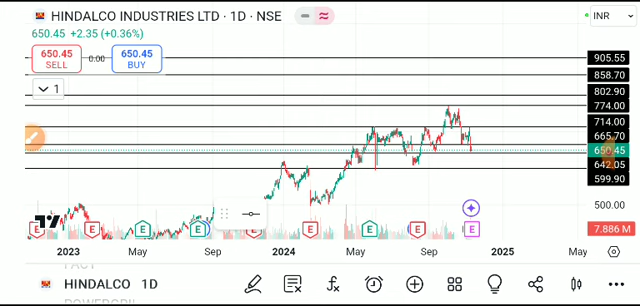 HINDALCO INDUSTRIES LTD · 1D · NSE
INR
650.45 +2.35 (+0.36%)
650.45 SELL
0.00
650.45 BUY
1
905.55
858.70
802.90
774.00
714.00
665.70
650.45
642.05
599.90
500.00
7.886 M
E E E E E E E E E
2023 May Sep 2024 May Sep 2025 May
HINDALCO 1D